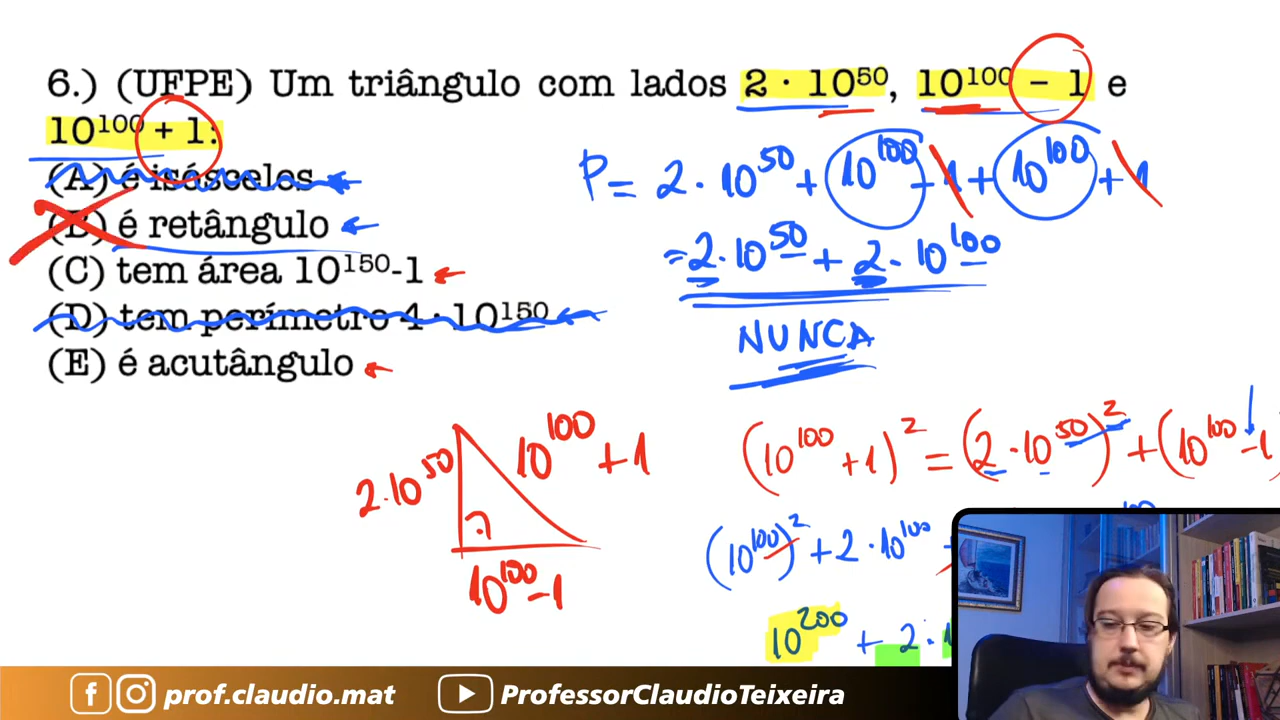 6.) (UFPE) Um triângulo com lados 2 · 10⁵⁰, 10¹⁰⁰ − 1 e
10¹⁰⁰ + 1:
(A) é isósceles
(B) é retângulo
(C) tem área 10¹⁵⁰-1
(D) tem perímetro 4 · 10¹⁵⁰
(E) é acutângulo
P = 2 · 10⁵⁰ + 10¹⁰⁰ + 1 + 10¹⁰⁰ + 1
= 2 · 10⁵⁰ + 2 · 10¹⁰⁰
NUNCA
2 · 10⁵⁰
10¹⁰⁰ + 1
?
10¹⁰⁰ − 1
(10¹⁰⁰ + 1)² = (2 · 10⁵⁰)² + (10¹⁰⁰ − 1
(10¹⁰⁰)² + 2 · 10¹⁰⁰
10²⁰⁰ + 2 ·
prof.claudio.mat
ProfessorClaudioTeixeira